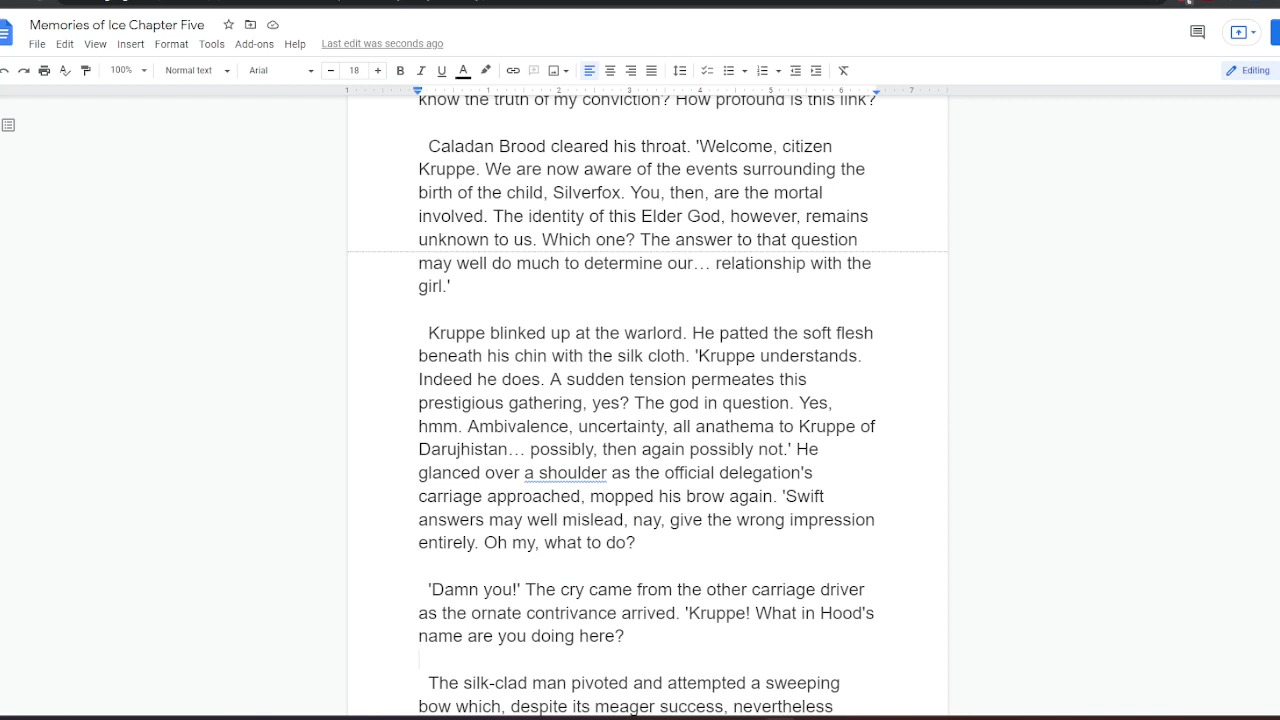 Memories of Ice Chapter Five
File Edit View Insert Format Tools Add-ons Help Last edit was seconds ago
100% Normal text Arial 18 B I U A Editing
1 1 2 3 4 5 6 7
know the truth of my conviction? How profound is this link?
Caladan Brood cleared his throat. 'Welcome, citizen
Kruppe. We are now aware of the events surrounding the
birth of the child, Silverfox. You, then, are the mortal
involved. The identity of this Elder God, however, remains
unknown to us. Which one? The answer to that question
may well do much to determine our… relationship with the
girl.'
Kruppe blinked up at the warlord. He patted the soft flesh
beneath his chin with the silk cloth. 'Kruppe understands.
Indeed he does. A sudden tension permeates this
prestigious gathering, yes? The god in question. Yes,
hmm. Ambivalence, uncertainty, all anathema to Kruppe of
Darujhistan… possibly, then again possibly not.' He
glanced over a shoulder as the official delegation's
carriage approached, mopped his brow again. 'Swift
answers may well mislead, nay, give the wrong impression
entirely. Oh my, what to do?
'Damn you!' The cry came from the other carriage driver
as the ornate contrivance arrived. 'Kruppe! What in Hood's
name are you doing here?
The silk-clad man pivoted and attempted a sweeping
bow which, despite its meager success, nevertheless